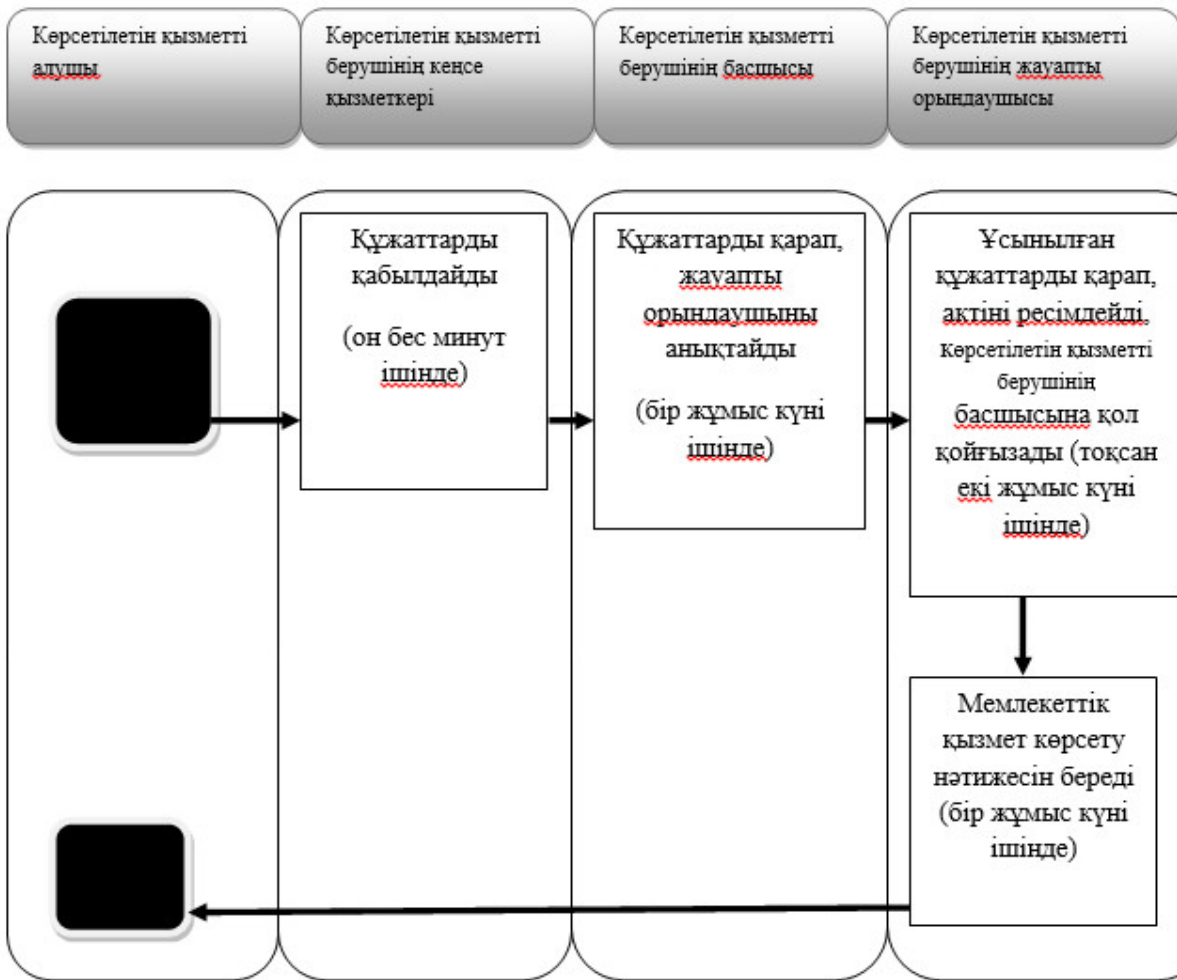 Көрсетілетін қызметті
алушы
Көрсетілетін қызметті
берушінің кеңсе
қызметкері
Көрсетілетін қызметті
берушінің басшысы
Көрсетілетін қызметті
берушінің жауапты
орындаушысы
Құжаттарды
қабылдайды
(он бес минут
ішінде)
Құжаттарды қарап,
жауапты
орындаушыны
анықтайды
(бір жұмыс күні
ішінде)
Ұсынылған
құжаттарды қарап,
актіні ресімдейді,
көрсетілетін қызметті
берушінің
басшысына қол
қойғызады (тоқсан
екі жұмыс күні
ішінде)
Мемлекеттік
қызмет көрсету
нәтижесін береді
(бір жұмыс күні
ішінде)